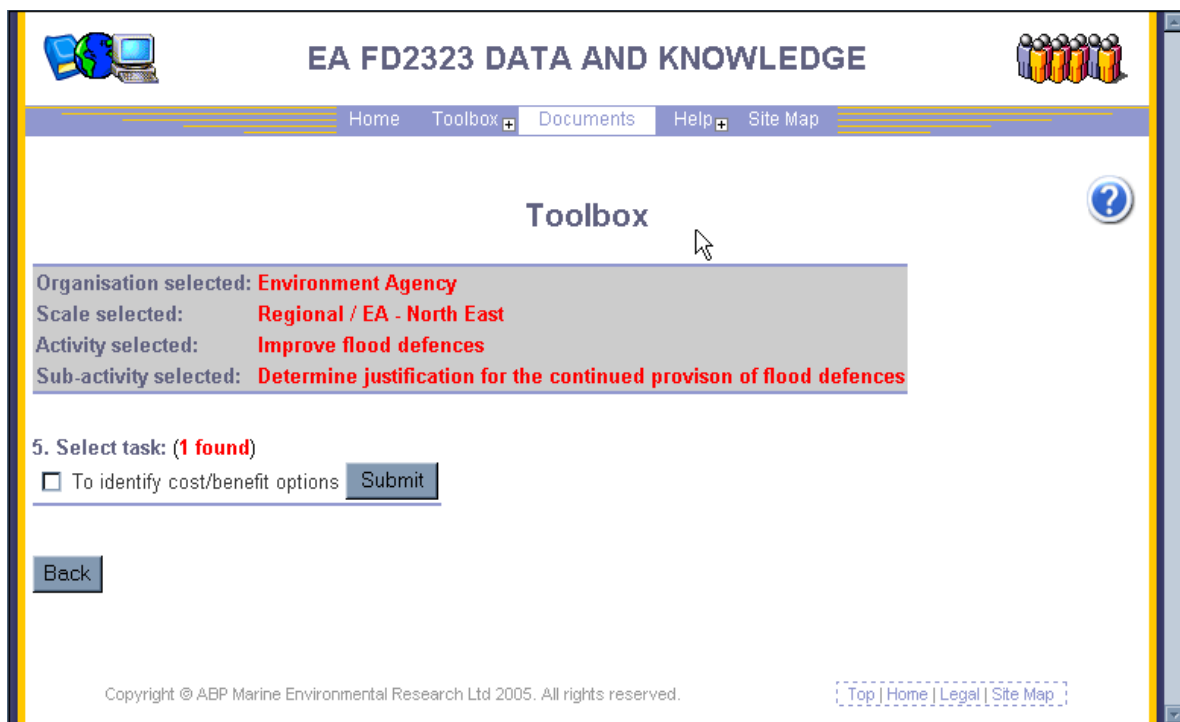 EA FD2323 DATA AND KNOWLEDGE
Home Toolbox Documents Help Site Map
Toolbox
Organisation selected: Environment Agency
Scale selected: Regional / EA - North East
Activity selected: Improve flood defences
Sub-activity selected: Determine justification for the continued provison of flood defences
5. Select task: (1 found)
To identify cost/benefit options Submit
Back
Copyright © ABP Marine Environmental Research Ltd 2005. All rights reserved. Top | Home | Legal | Site Map